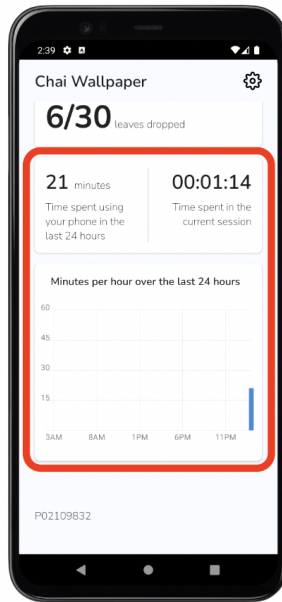 2:39
Chai Wallpaper
6/30 leaves dropped
21 minutes
Time spent using
your phone in the
last 24 hours
00:01:14
Time spent in the
current session
Minutes per hour over the last 24 hours
60
45
30
15
3AM 8AM 1PM 6PM 11PM
P02109832